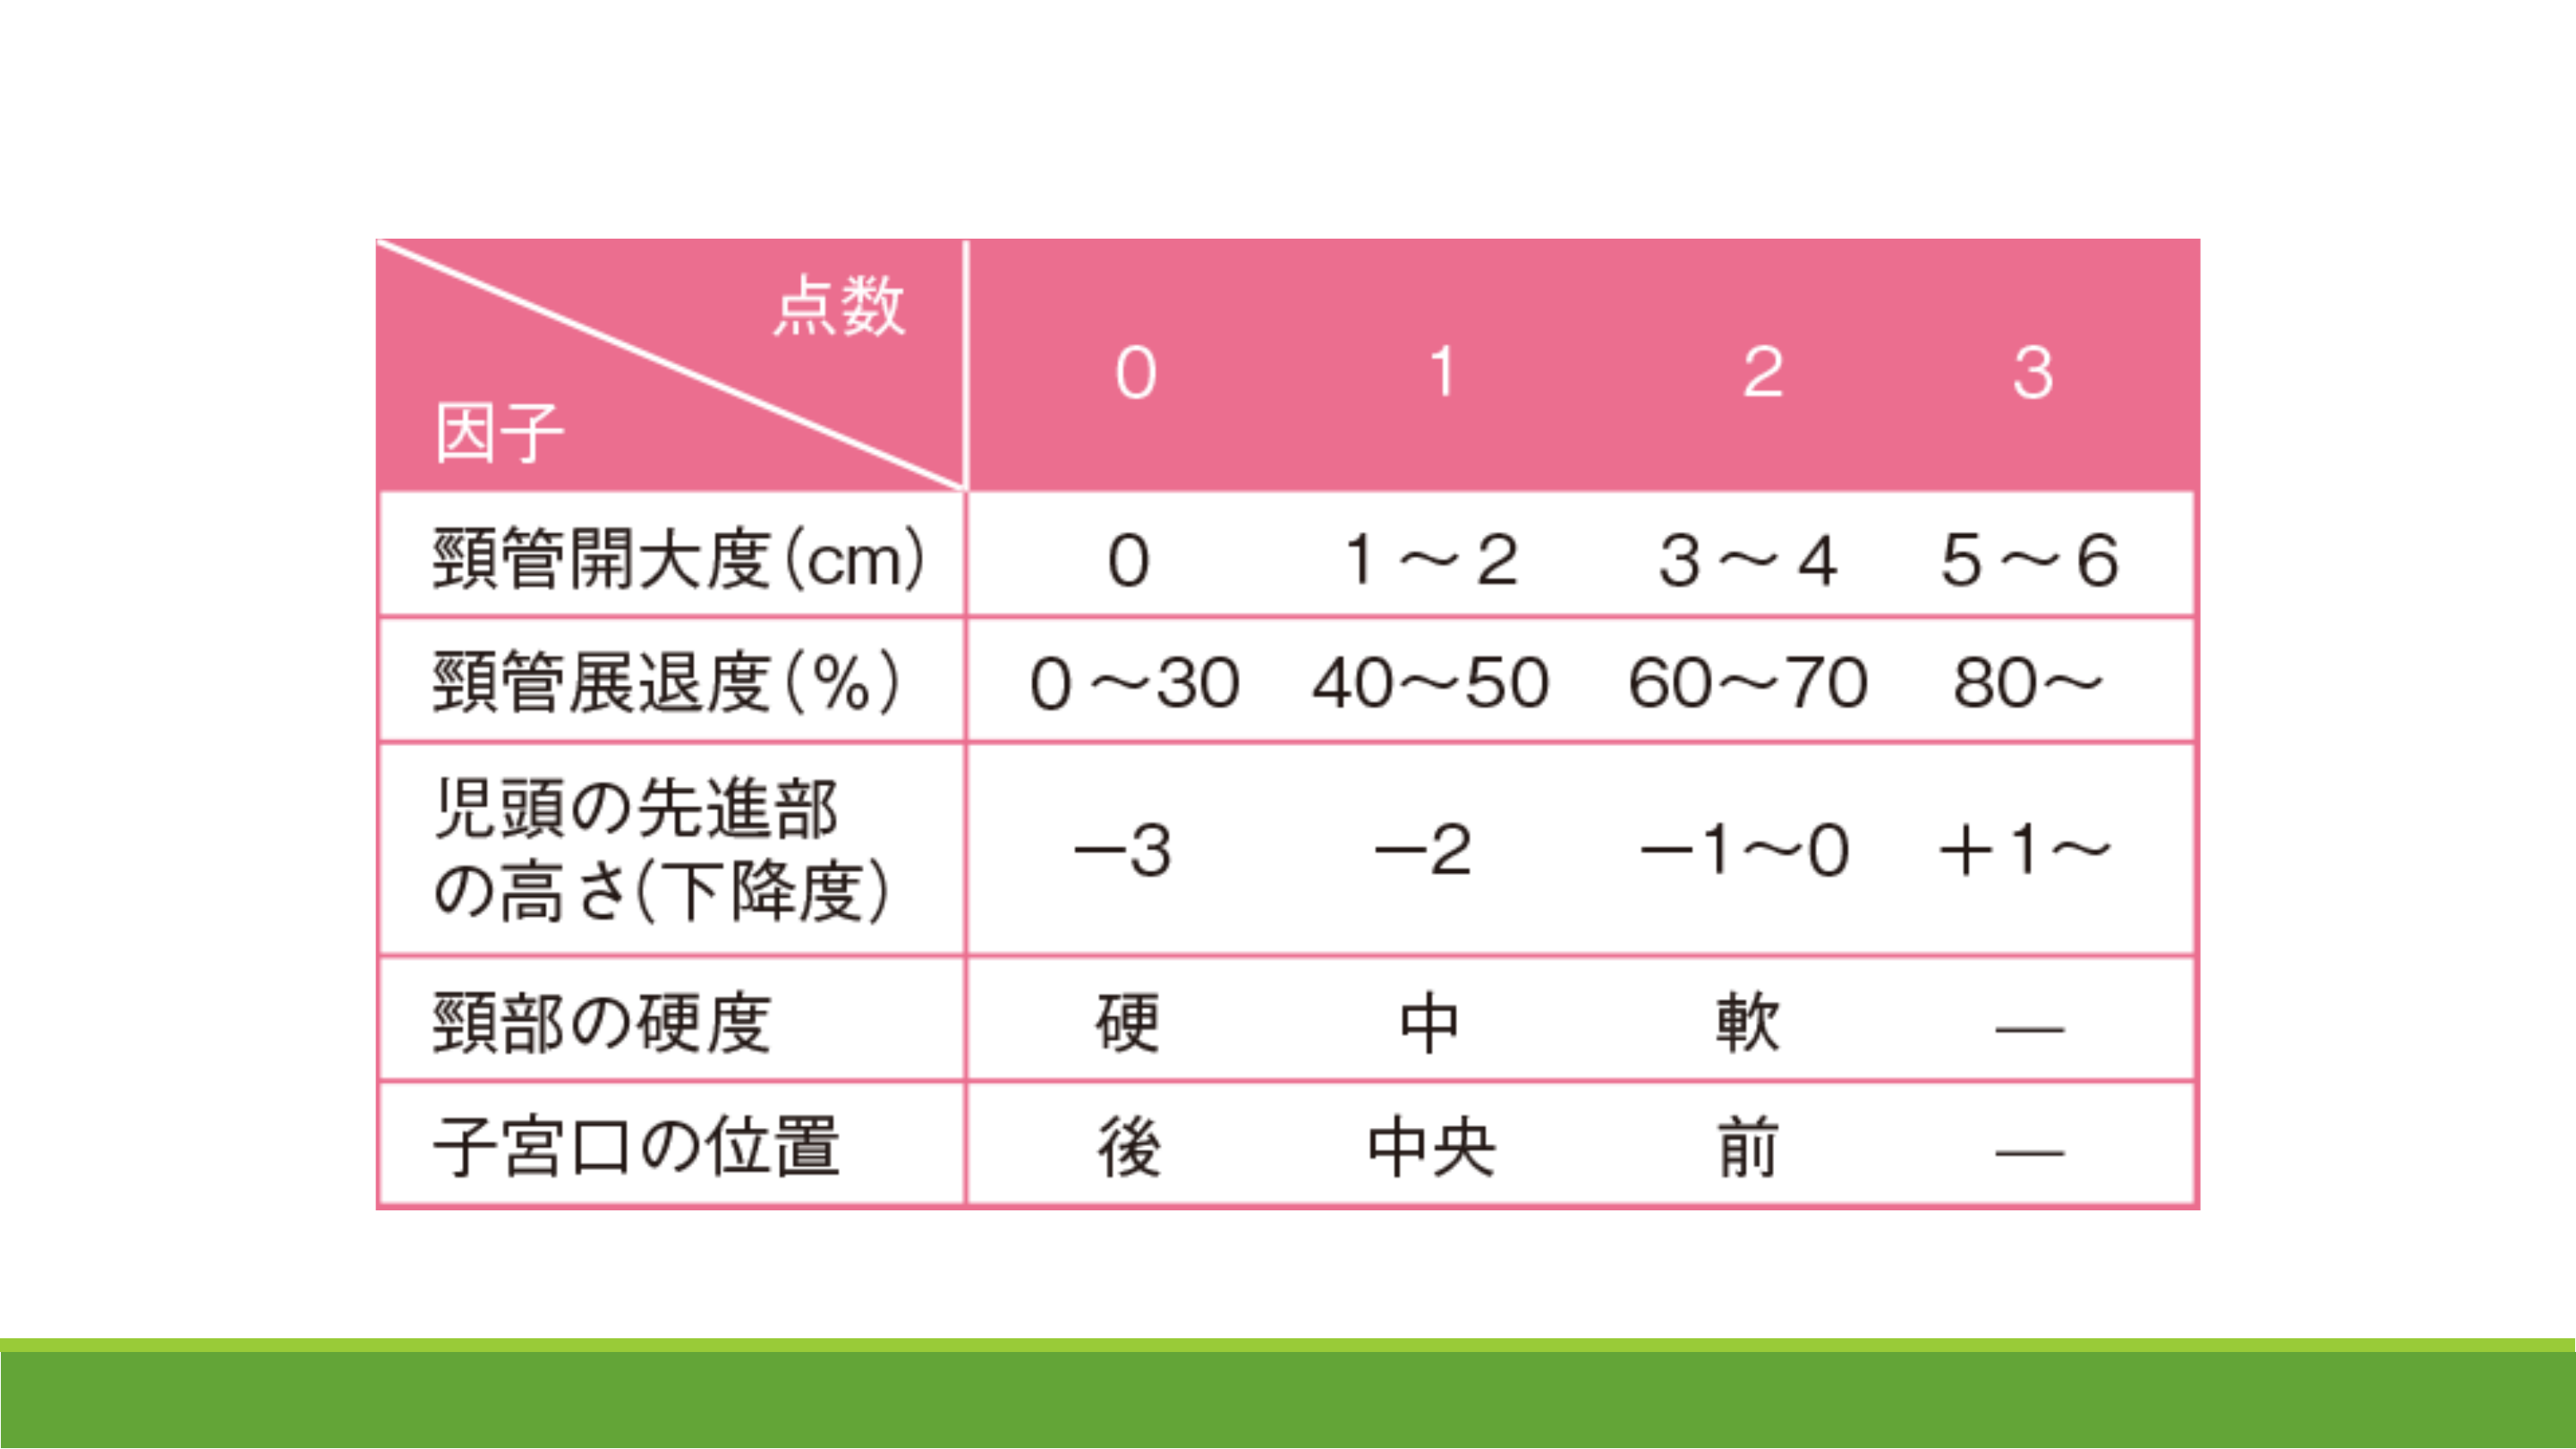 点数
因子
0 1 2 3
頸管開大度(cm) 0 1～2 3～4 5～6
頸管展退度(%) 0～30 40～50 60～70 80～
児頭の先進部
の高さ(下降度) −3 −2 −1～0 +1～
頸部の硬度 硬 中 軟 —
子宮口の位置 後 中央 前 —